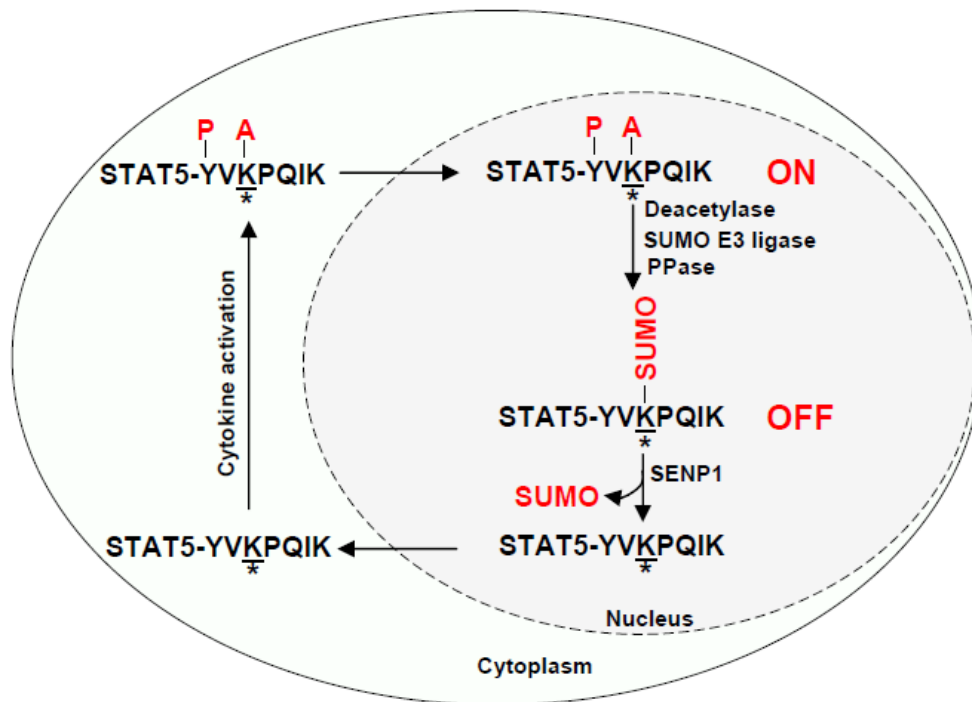 P A
STAT5-YVKPQIK
*
P A
STAT5-YVKPQIK
*
ON
Deacetylase
SUMO E3 ligase
PPase
SUMO
STAT5-YVKPQIK
*
OFF
SENP1
SUMO
STAT5-YVKPQIK
*
STAT5-YVKPQIK
*
Cytokine activation
Nucleus
Cytoplasm